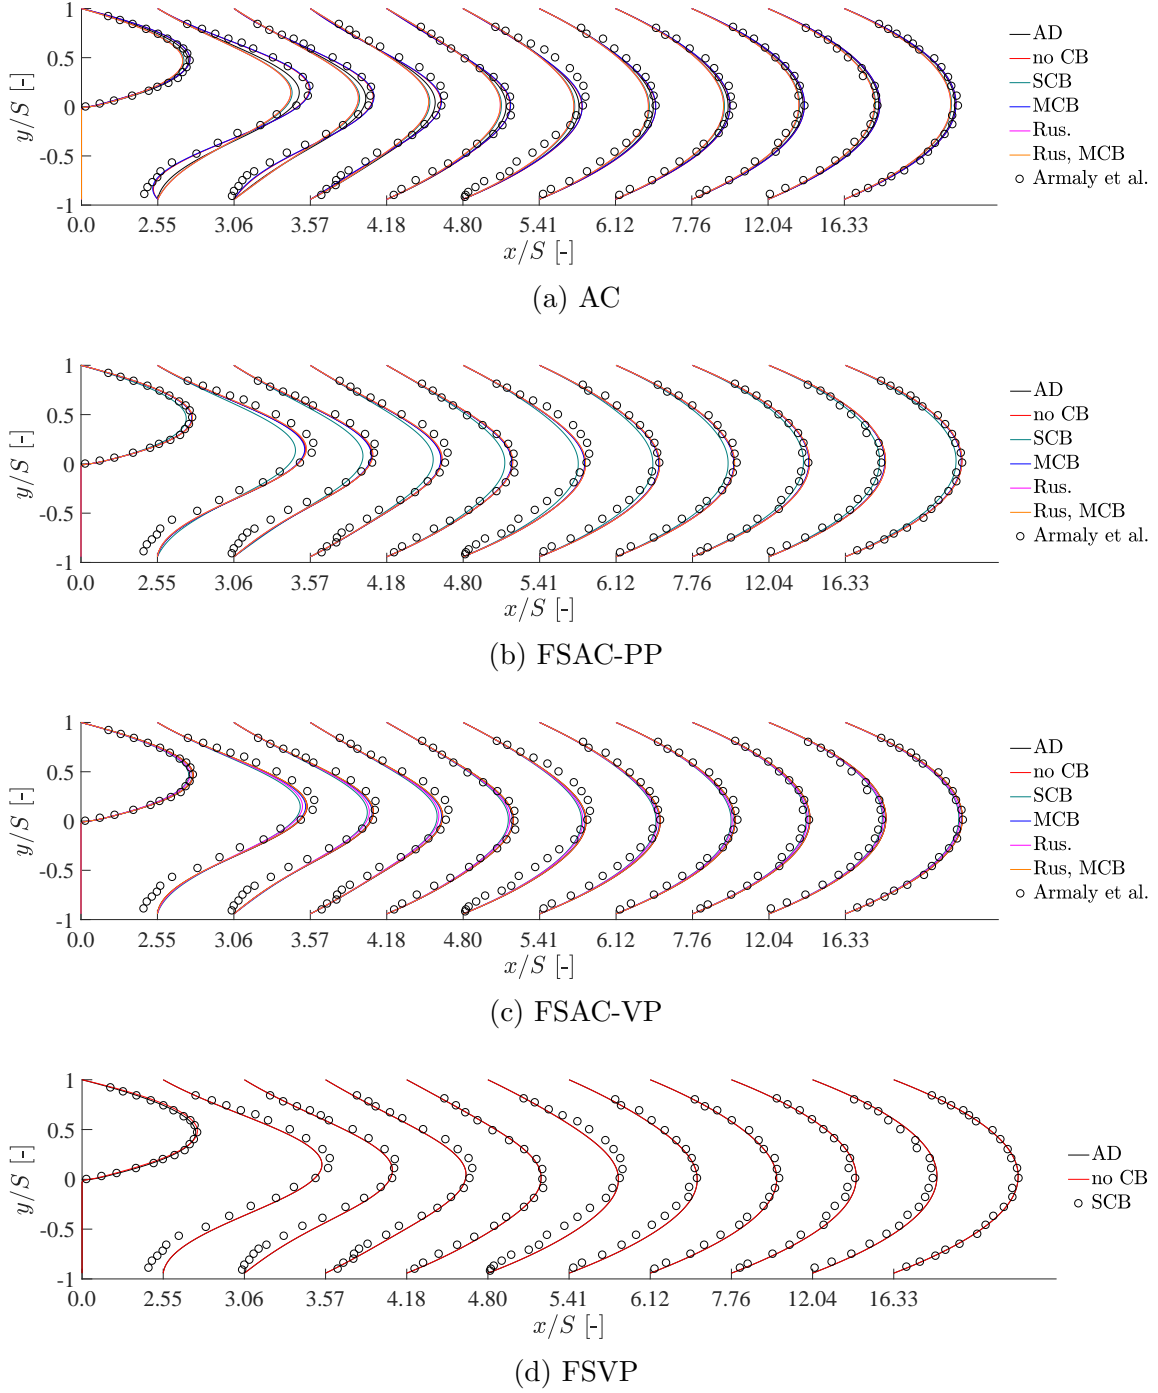 1
0.5
0
-0.5
-1
y/S [-]
0.0 2.55 3.06 3.57 4.18 4.80 5.41 6.12 7.76 12.04 16.33
x/S [-]
AD
no CB
SCB
MCB
Rus.
Rus, MCB
Armaly et al.
(a) AC
1
0.5
0
-0.5
-1
y/S [-]
0.0 2.55 3.06 3.57 4.18 4.80 5.41 6.12 7.76 12.04 16.33
x/S [-]
AD
no CB
SCB
MCB
Rus.
Rus, MCB
Armaly et al.
(b) FSAC-PP
1
0.5
0
-0.5
-1
y/S [-]
0.0 2.55 3.06 3.57 4.18 4.80 5.41 6.12 7.76 12.04 16.33
x/S [-]
AD
no CB
SCB
MCB
Rus.
Rus, MCB
Armaly et al.
(c) FSAC-VP
1
0.5
0
-0.5
-1
y/S [-]
0.0 2.55 3.06 3.57 4.18 4.80 5.41 6.12 7.76 12.04 16.33
x/S [-]
AD
no CB
SCB
(d) FSVP